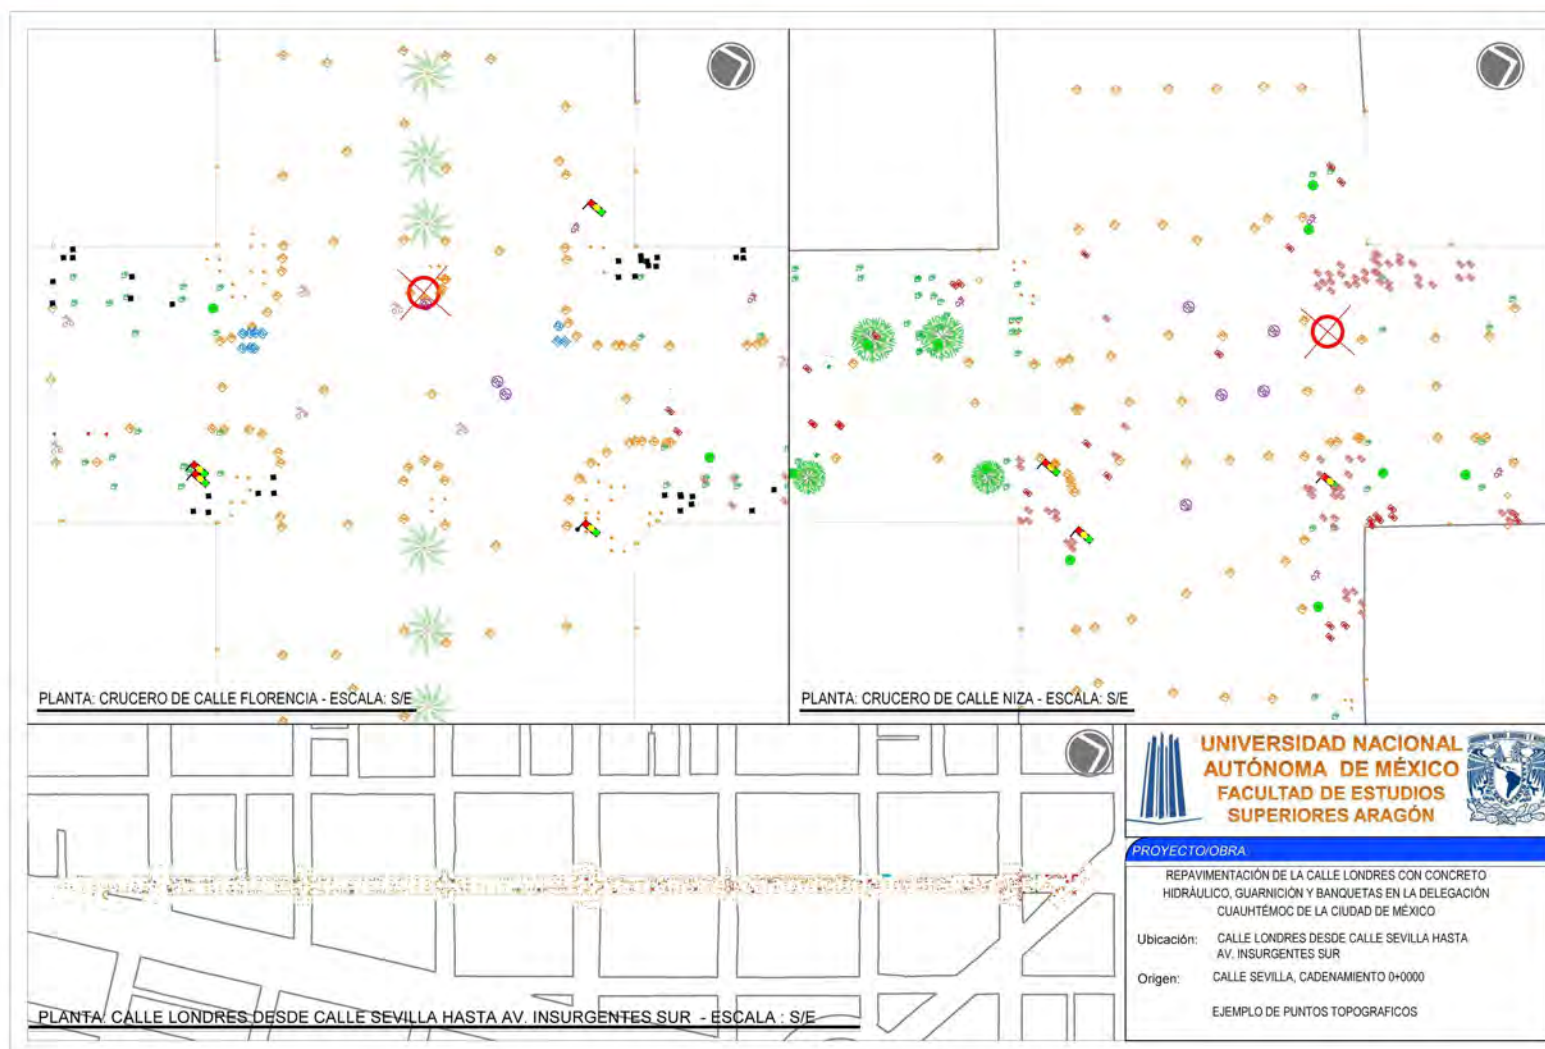 PLANTA: CRUCERO DE CALLE FLORENCIA - ESCALA: S/E
PLANTA: CRUCERO DE CALLE NIZA - ESCALA: S/E
PLANTA: CALLE LONDRES DESDE CALLE SEVILLA HASTA AV. INSURGENTES SUR - ESCALA : S/E
UNIVERSIDAD NACIONAL
AUTÓNOMA DE MÉXICO
FACULTAD DE ESTUDIOS
SUPERIORES ARAGÓN
PROYECTO/OBRA:
REPAVIMENTACIÓN DE LA CALLE LONDRES CON CONCRETO
HIDRÁULICO, GUARNICIÓN Y BANQUETAS EN LA DELEGACIÓN
CUAUHTÉMOC DE LA CIUDAD DE MÉXICO
Ubicación: CALLE LONDRES DESDE CALLE SEVILLA HASTA
AV. INSURGENTES SUR
Origen: CALLE SEVILLA, CADENAMIENTO 0+0000
EJEMPLO DE PUNTOS TOPOGRAFICOS